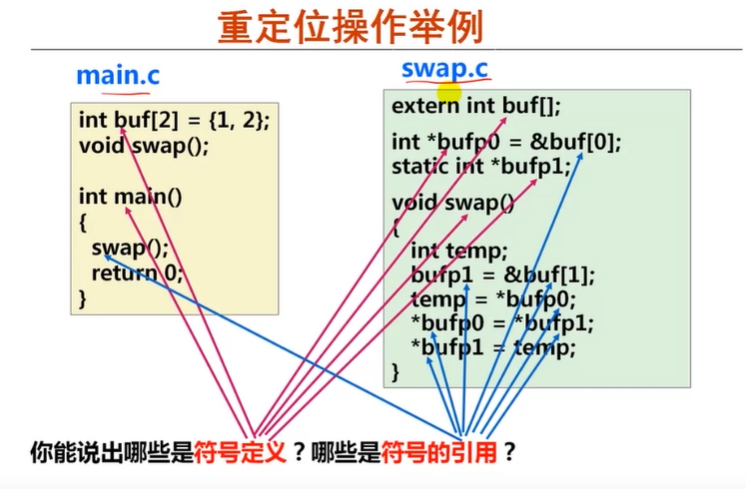 重定位操作举例
main.c
int buf[2] = {1, 2};
void swap();
int main()
{
swap();
return 0;
}
swap.c
extern int buf[];
int *bufp0 = &buf[0];
static int *bufp1;
void swap()
{
int temp;
bufp1 = &buf[1];
temp = *bufp0;
*bufp0 = *bufp1;
*bufp1 = temp;
}
你能说出哪些是符号定义？哪些是符号的引用？